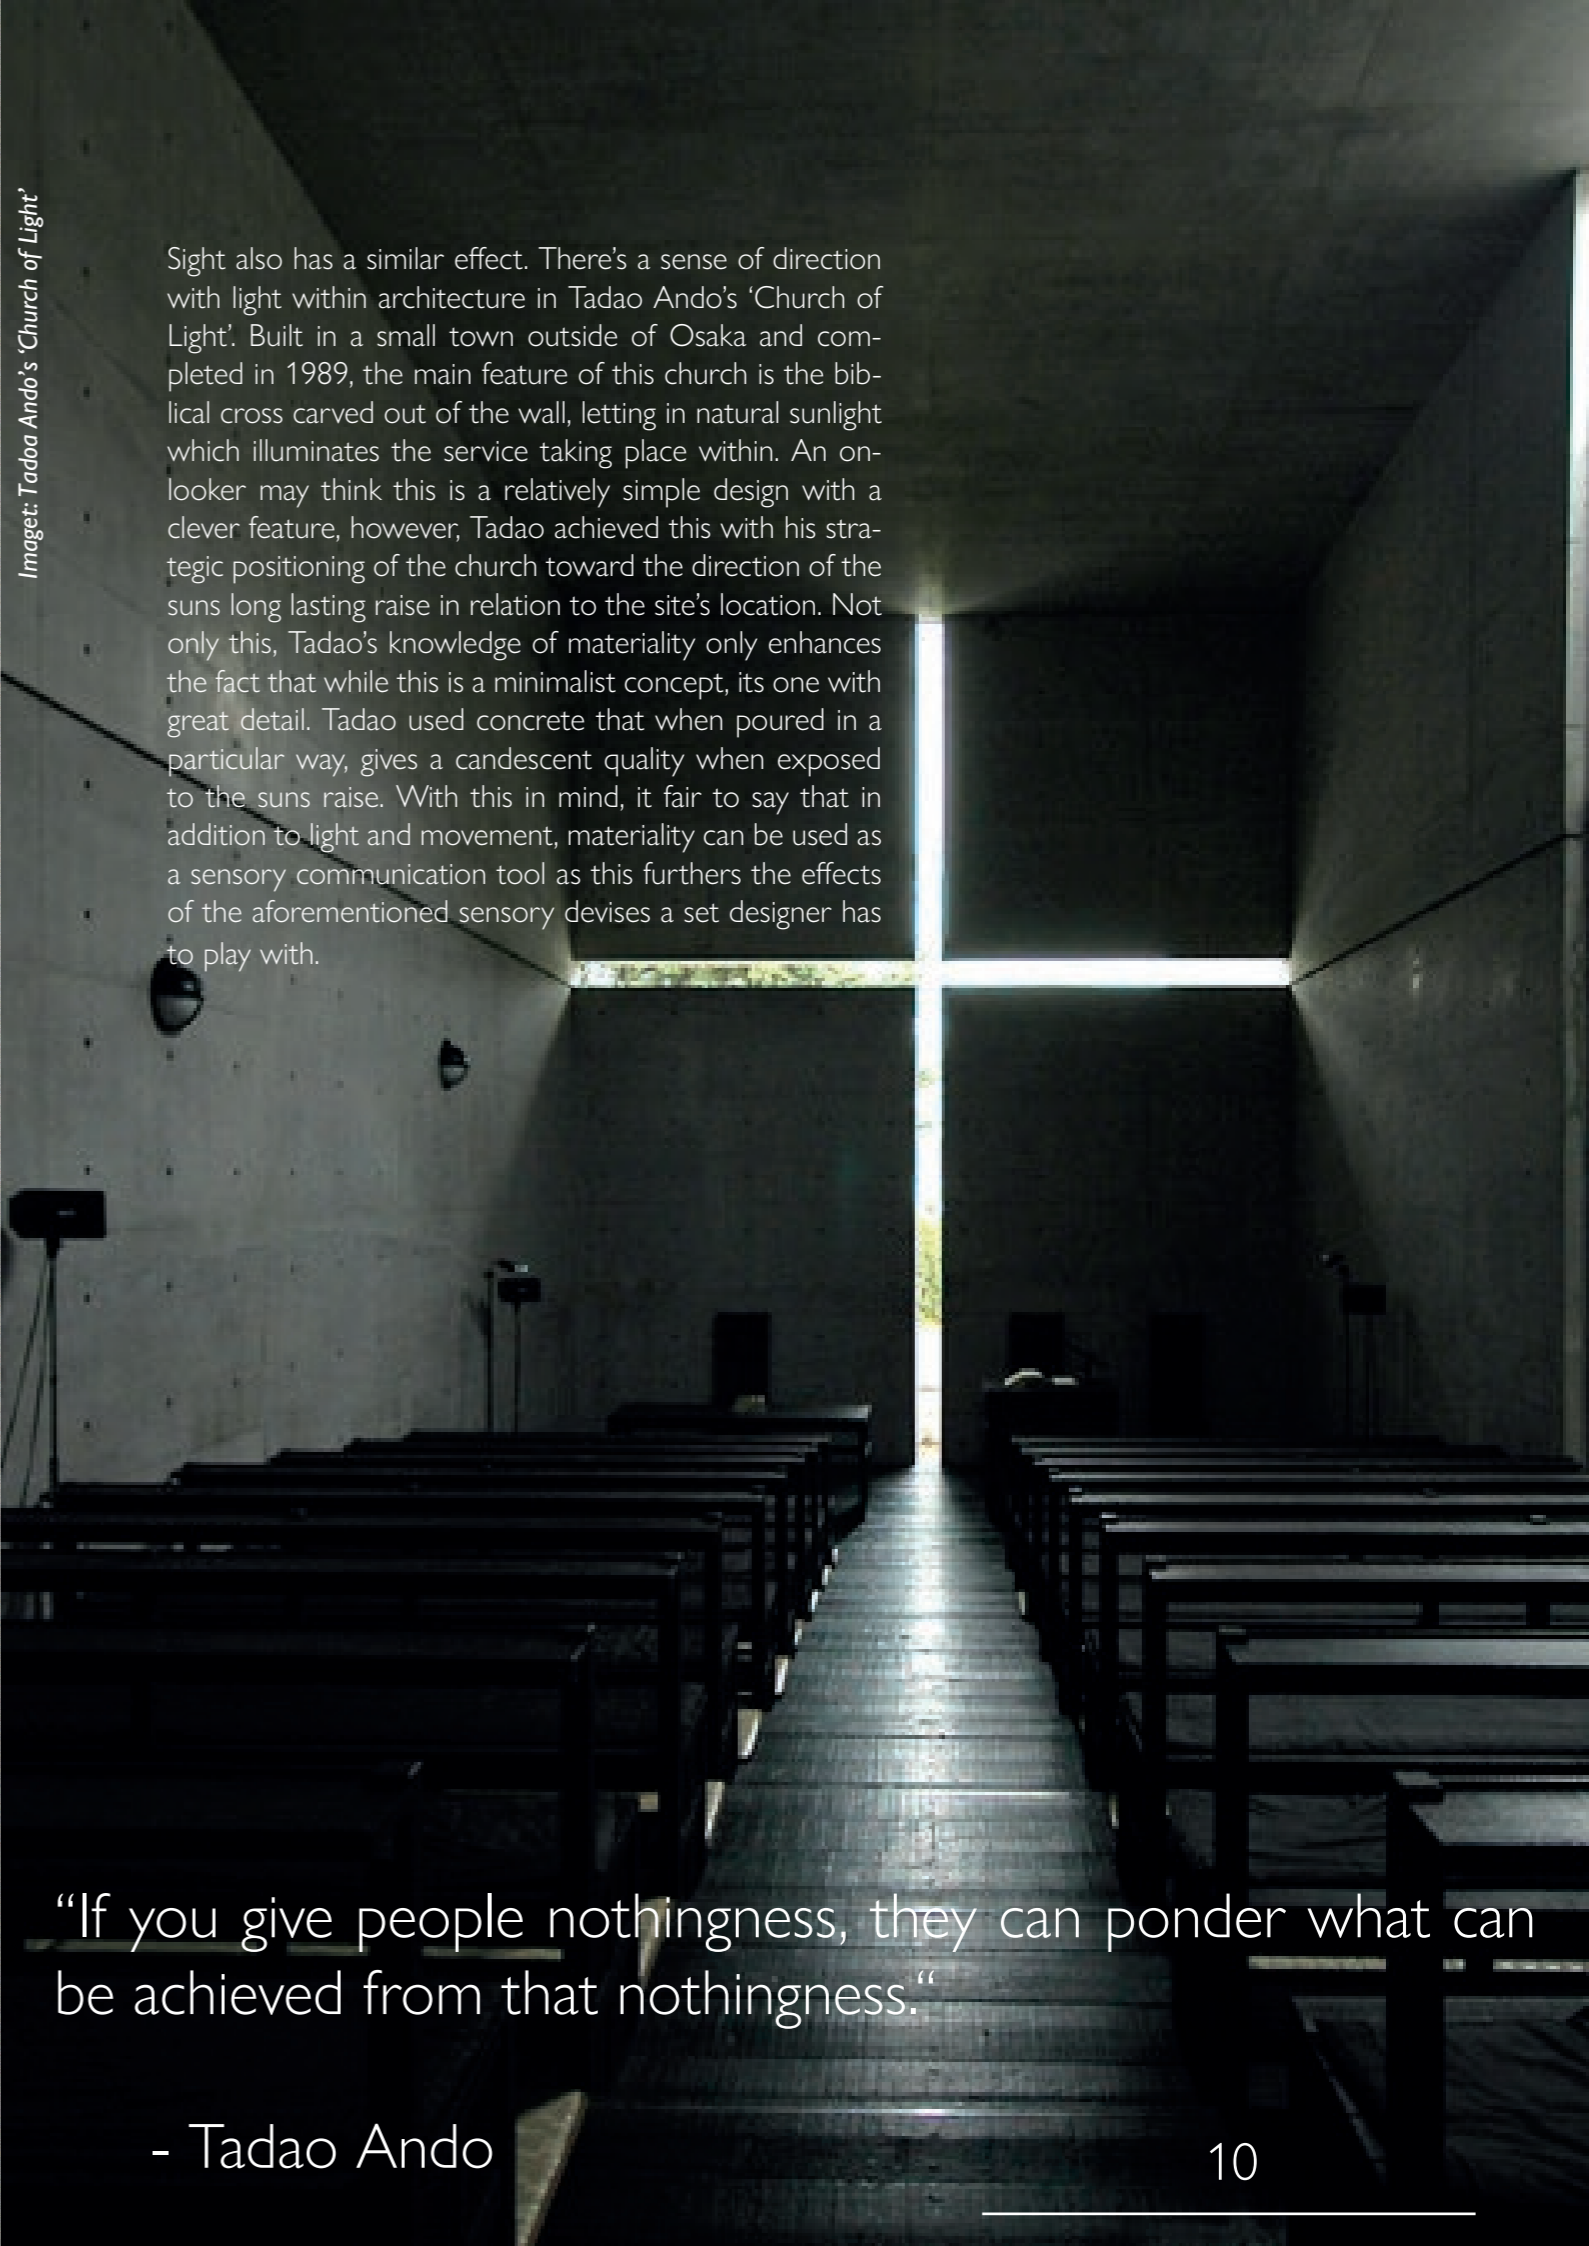 Imaget: Tadoa Ando’s ‘Church of Light’
Sight also has a similar effect. There’s a sense of direction
with light within architecture in Tadao Ando’s ‘Church of
Light’. Built in a small town outside of Osaka and com-
pleted in 1989, the main feature of this church is the bib-
lical cross carved out of the wall, letting in natural sunlight
which illuminates the service taking place within. An on-
looker may think this is a relatively simple design with a
clever feature, however, Tadao achieved this with his stra-
tegic positioning of the church toward the direction of the
suns long lasting raise in relation to the site’s location. Not
only this, Tadao’s knowledge of materiality only enhances
the fact that while this is a minimalist concept, its one with
great detail. Tadao used concrete that when poured in a
particular way, gives a candescent quality when exposed
to the suns raise. With this in mind, it fair to say that in
addition to light and movement, materiality can be used as
a sensory communication tool as this furthers the effects
of the aforementioned sensory devises a set designer has
to play with.
“If you give people nothingness, they can ponder what can
be achieved from that nothingness.“
- Tadao Ando
10